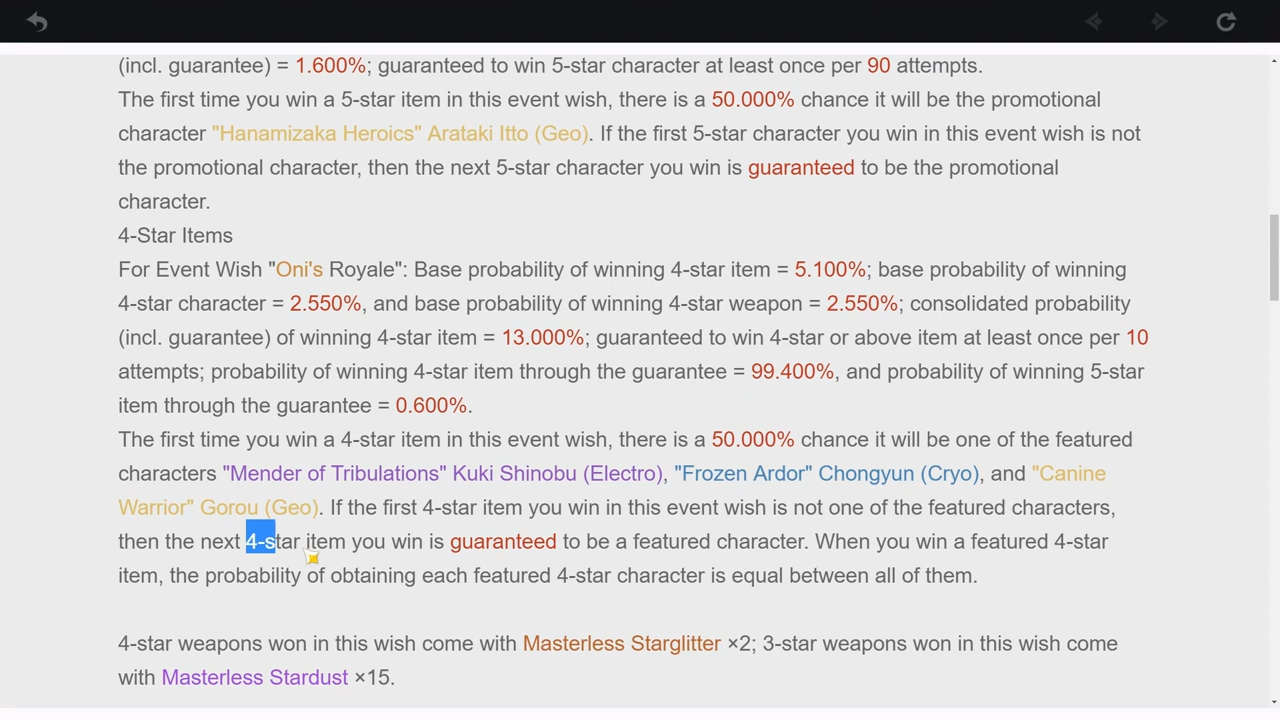 (incl. guarantee) = 1.600%; guaranteed to win 5-star character at least once per 90 attempts.
The first time you win a 5-star item in this event wish, there is a 50.000% chance it will be the promotional
character "Hanamizaka Heroics" Arataki Itto (Geo). If the first 5-star character you win in this event wish is not
the promotional character, then the next 5-star character you win is guaranteed to be the promotional
character.
4-Star Items
For Event Wish "Oni's Royale": Base probability of winning 4-star item = 5.100%; base probability of winning
4-star character = 2.550%, and base probability of winning 4-star weapon = 2.550%; consolidated probability
(incl. guarantee) of winning 4-star item = 13.000%; guaranteed to win 4-star or above item at least once per 10
attempts; probability of winning 4-star item through the guarantee = 99.400%, and probability of winning 5-star
item through the guarantee = 0.600%.
The first time you win a 4-star item in this event wish, there is a 50.000% chance it will be one of the featured
characters "Mender of Tribulations" Kuki Shinobu (Electro), "Frozen Ardor" Chongyun (Cryo), and "Canine
Warrior" Gorou (Geo). If the first 4-star item you win in this event wish is not one of the featured characters,
then the next 4-star item you win is guaranteed to be a featured character. When you win a featured 4-star
item, the probability of obtaining each featured 4-star character is equal between all of them.
4-star weapons won in this wish come with Masterless Starglitter ×2; 3-star weapons won in this wish come
with Masterless Stardust ×15.